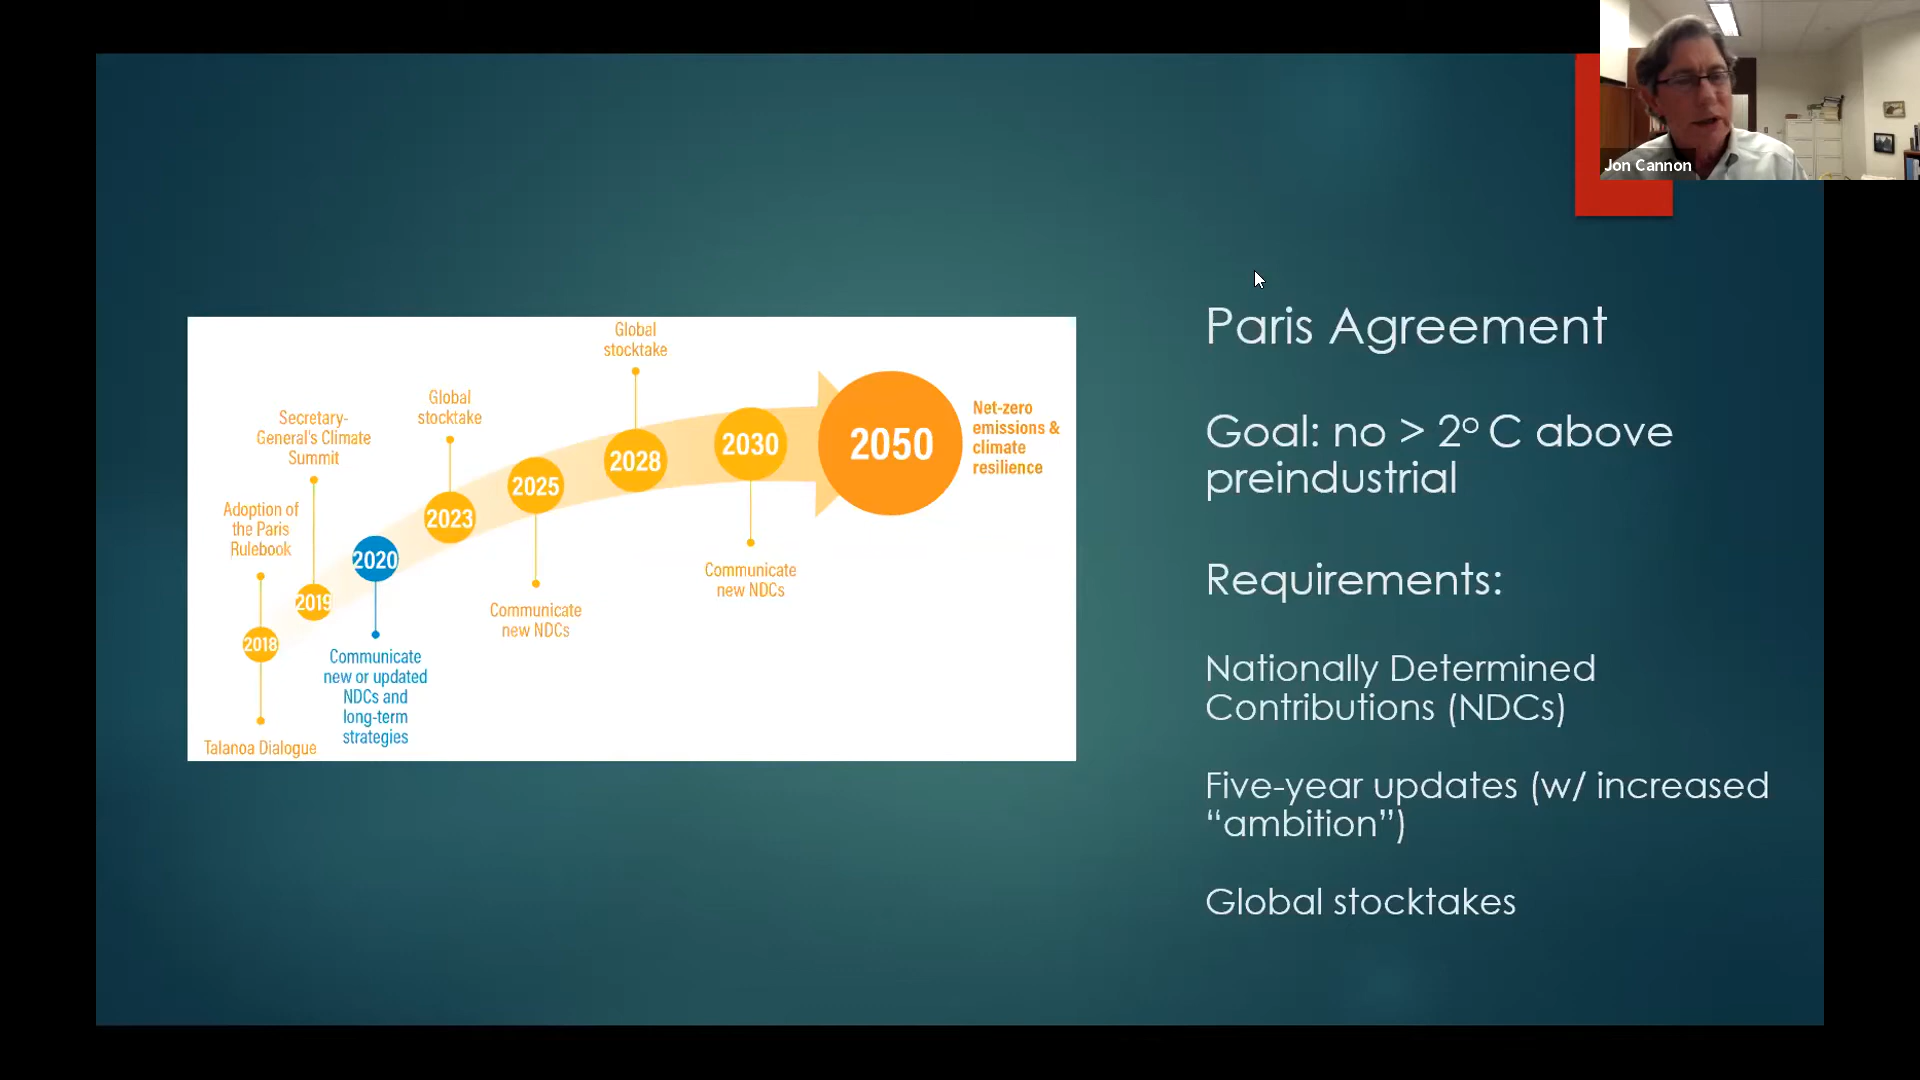 Jon Cannon
Global
stocktake
Global
stocktake
Secretary-
General's Climate
Summit
Adoption of
the Paris
Rulebook
2018
2019
2020
2023
2025
2028
2030
2050
Net-zero
emissions &
climate
resilience
Communicate
new NDCs
Communicate
new NDCs
Communicate
new or updated
NDCs and
long-term
strategies
Talanoa Dialogue
Paris Agreement
Goal: no > 2º C above
preindustrial
Requirements:
Nationally Determined
Contributions (NDCs)
Five-year updates (w/ increased
“ambition”)
Global stocktakes